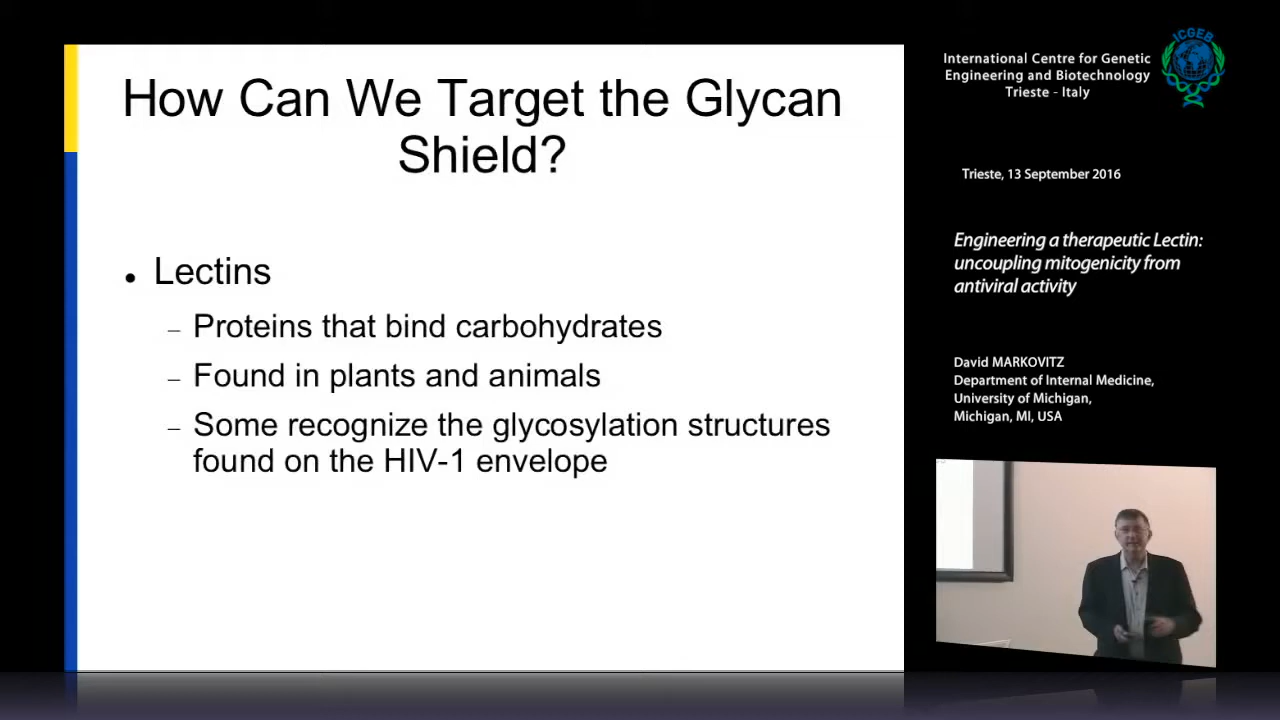 How Can We Target the Glycan
Shield?
● Lectins
– Proteins that bind carbohydrates
– Found in plants and animals
– Some recognize the glycosylation structures
found on the HIV-1 envelope
International Centre for Genetic
Engineering and Biotechnology
Trieste - Italy
ICGEB
Trieste, 13 September 2016
Engineering a therapeutic Lectin:
uncoupling mitogenicity from
antiviral activity
David MARKOVITZ
Department of Internal Medicine,
University of Michigan,
Michigan, MI, USA